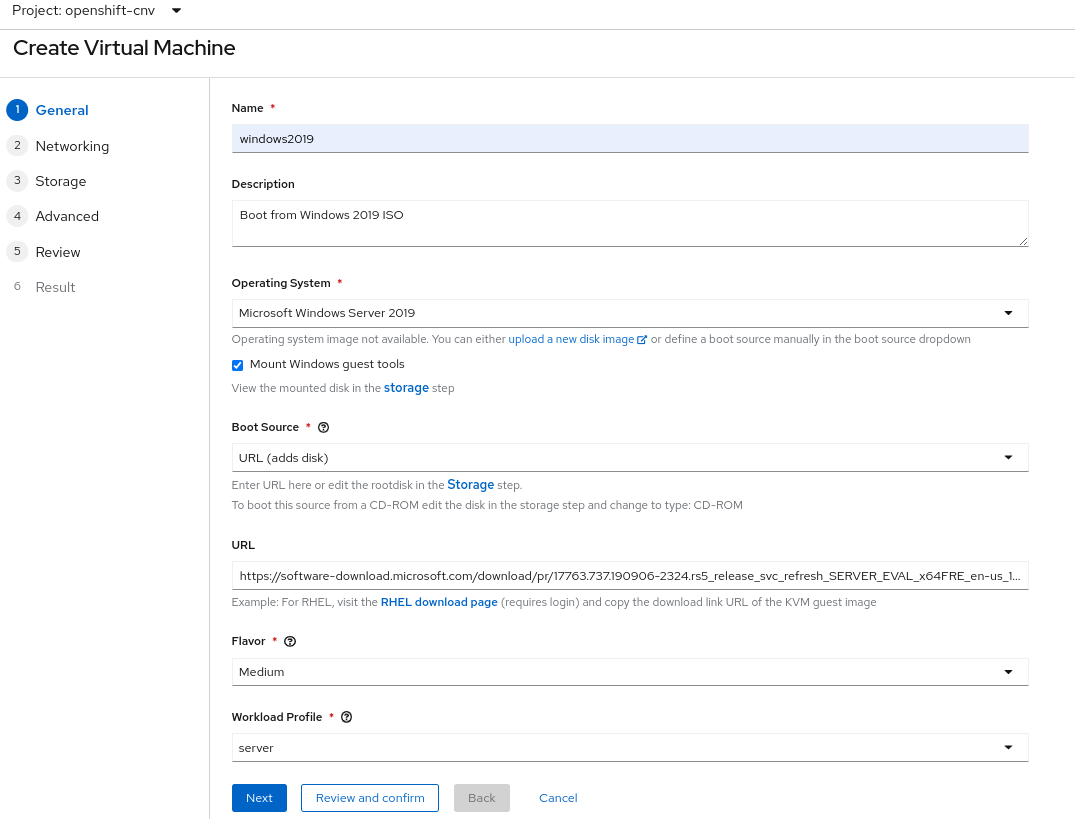 Project: openshift-cnv
Create Virtual Machine
1 General
2 Networking
3 Storage
4 Advanced
5 Review
6 Result
Name *
windows2019
Description
Boot from Windows 2019 ISO
Operating System *
Microsoft Windows Server 2019
Operating system image not available. You can either upload a new disk image or define a boot source manually in the boot source dropdown
Mount Windows guest tools
View the mounted disk in the storage step
Boot Source *
URL (adds disk)
Enter URL here or edit the rootdisk in the Storage step.
To boot this source from a CD-ROM edit the disk in the storage step and change to type: CD-ROM
URL
https://software-download.microsoft.com/download/pr/17763.737.190906-2324.rs5_release_svc_refresh_SERVER_EVAL_x64FRE_en-us_1...
Example: For RHEL, visit the RHEL download page (requires login) and copy the download link URL of the KVM guest image
Flavor *
Medium
Workload Profile *
server
Next Review and confirm Back Cancel